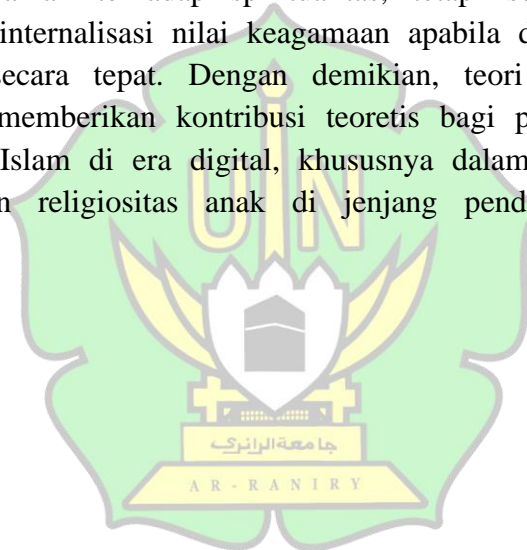 internalisasi nilai keagamaan apabila d
secara tepat. Dengan demikian, teori
memberikan kontribusi teoretis bagi p
Islam di era digital, khususnya dalam
n religiositas anak di jenjang pend
UIN
جامعة الرانري
AR-RANIRY